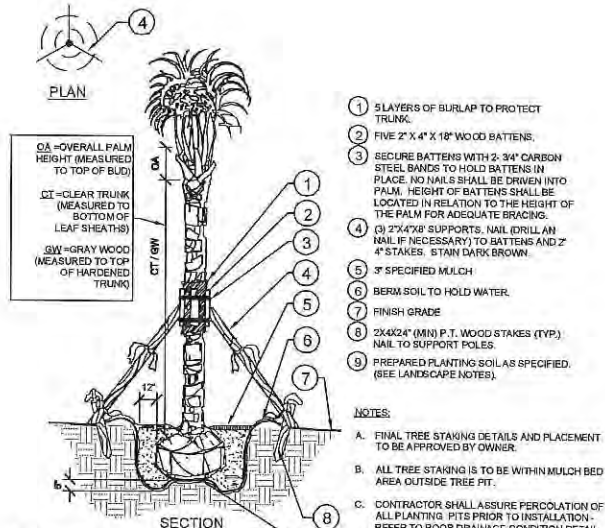 4
PLAN
OA =OVERALL PALM
HEIGHT (MEASURED
TO TOP OF BUD)
CT =CLEAR TRUNK
(MEASURED TO
BOTTOM OF
LEAF SHEATHS)
GW =GRAY WOOD
(MEASURED TO TOP
OF HARDENED
TRUNK)
OA
CT / GW
1
2
3
4
5
6
7
12"
8
SECTION
1 5 LAYERS OF BURLAP TO PROTECT
TRUNK.
2 FIVE 2" X 4" X 18" WOOD BATTENS.
3 SECURE BATTENS WITH 2- 3/4" CARBON
STEEL BANDS TO HOLD BATTENS IN
PLACE. NO NAILS SHALL BE DRIVEN INTO
PALM. HEIGHT OF BATTENS SHALL BE
LOCATED IN RELATION TO THE HEIGHT OF
THE PALM FOR ADEQUATE BRACING.
4 (3) 2"X4"X8' SUPPORTS. NAIL (DRILL AN
NAIL IF NECESSARY) TO BATTENS AND 2"
4" STAKES. STAIN DARK BROWN.
5 3" SPECIFIED MULCH
6 BERM SOIL TO HOLD WATER.
7 FINISH GRADE
8 2X4X24" (MIN) P.T. WOOD STAKES (TYP.)
NAIL TO SUPPORT POLES.
9 PREPARED PLANTING SOIL AS SPECIFIED.
(SEE LANDSCAPE NOTES).
NOTES:
A. FINAL TREE STAKING DETAILS AND PLACEMENT
TO BE APPROVED BY OWNER.
B. ALL TREE STAKING IS TO BE WITHIN MULCH BED
AREA OUTSIDE TREE PIT.
C. CONTRACTOR SHALL ASSURE PERCOLATION OF
ALL PLANTING PITS PRIOR TO INSTALLATION -
REFER TO POOR DRAINAGE CONDITION DETAIL